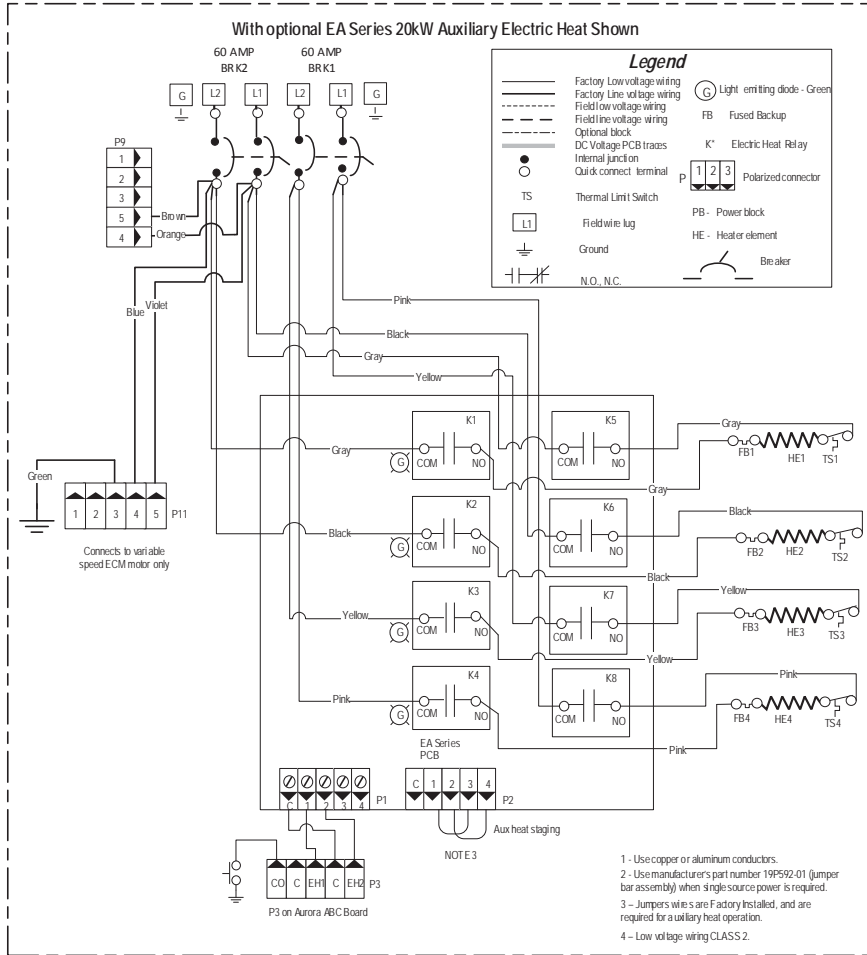 With optional EA Series 20kW Auxiliary Electric Heat Shown
60 AMP
BRK2
60 AMP
BRK1
G
L2
L1
L2
L1
G
Legend
Factory Low voltage wiring
Factory Line voltage wiring
Field low voltage wiring
Field line voltage wiring
Optional block
DC Voltage PCB traces
Internal junction
Quick connect terminal
TS
Thermal Limit Switch
L1
Field wire lug
Ground
N.O., N.C.
G
Light emitting diode - Green
FB
Fused Backup
K*
Electric Heat Relay
P
1
2
3
Polarized connector
PB - Power block
HE - Heater element
Breaker
P9
1
2
3
5
4
Brown
Orange
Blue
Violet
Pink
Black
Gray
Yellow
Green
1
2
3
4
5
P11
Connects to variable
speed ECM motor only
Gray
G
K1
COM
NO
K5
COM
NO
Gray
Gray
FB1
HE1
TS1
Black
G
K2
COM
NO
K6
COM
NO
Black
Black
FB2
HE2
TS2
Yellow
G
K3
COM
NO
K7
COM
NO
Yellow
Yellow
FB3
HE3
TS3
Pink
G
K4
COM
NO
K8
COM
NO
Pink
Pink
FB4
HE4
TS4
EA Series
PCB
C
1
2
3
4
P1
C
1
2
3
4
P2
Aux heat staging
NOTE 3
CO
C
EH1
C
EH2
P3
P3 on Aurora ABC Board
1 - Use copper or aluminum conductors.
2 - Use manufacturer's part number 19P592-01 (jumper
bar assembly) when single source power is required.
3 – Jumpers wires are Factory Installed, and are
required for auxiliary heat operation.
4 – Low voltage wiring CLASS 2.